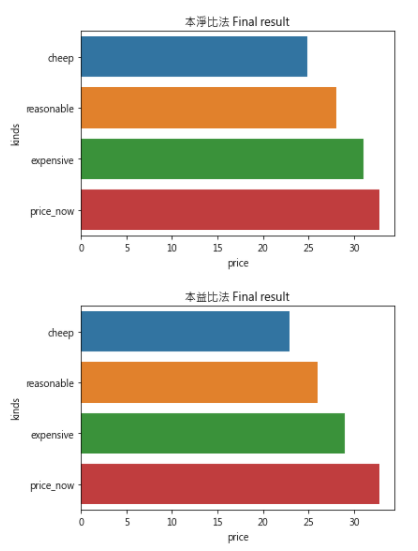 本淨比法 Final result
cheep
reasonable
expensive
price_now
kinds
0 5 10 15 20 25 30
price
本益比法 Final result
cheep
reasonable
expensive
price_now
kinds
0 5 10 15 20 25 30
price